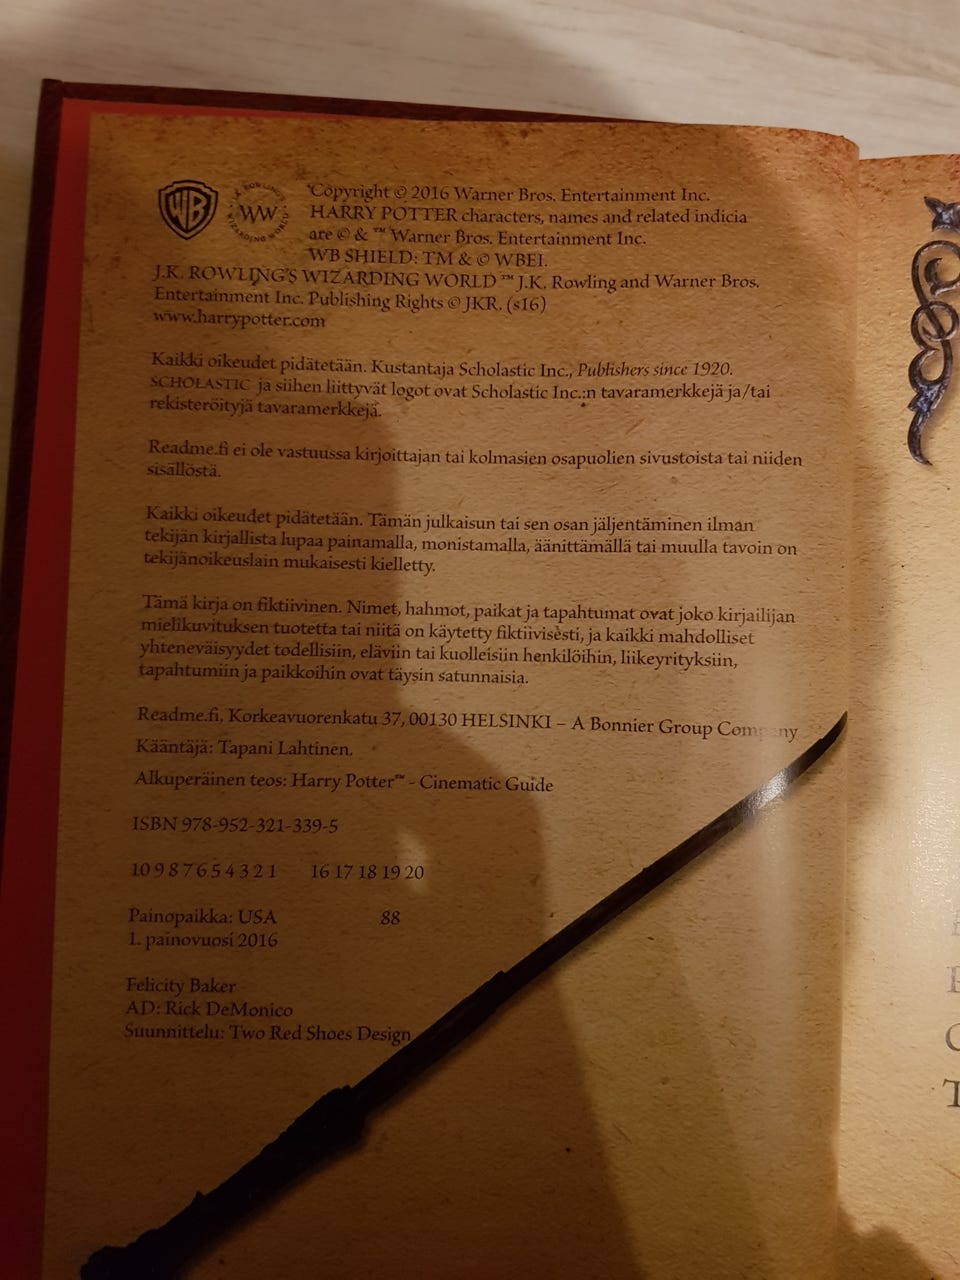 WB
J.K. ROWLING'S
WW
WIZARDING WORLD
Copyright © 2016 Warner Bros. Entertainment Inc.
HARRY POTTER characters, names and related indicia
are © & ™ Warner Bros. Entertainment Inc.
WB SHIELD: TM & © WBEI.
J.K. ROWLING'S WIZARDING WORLD ™ J.K. Rowling and Warner Bros.
Entertainment Inc. Publishing Rights © JKR. (s16)
www.harrypotter.com
Kaikki oikeudet pidätetään. Kustantaja Scholastic Inc., Publishers since 1920.
SCHOLASTIC ja siihen liittyvät logot ovat Scholastic Inc.:n tavaramerkkejä ja/tai
rekisteröityjä tavaramerkkejä.
Readme.fi ei ole vastuussa kirjoittajan tai kolmasien osapuolien sivustoista tai niiden
sisällöstä.
Kaikki oikeudet pidätetään. Tämän julkaisun tai sen osan jäljentäminen ilman
tekijän kirjallista lupaa painamalla, monistamalla, äänittämällä tai muulla tavoin on
tekijänoikeuslain mukaisesti kielletty.
Tämä kirja on fiktiivinen. Nimet, hahmot, paikat ja tapahtumat ovat joko kirjailijan
mielikuvituksen tuotetta tai niitä on käytetty fiktiivisesti, ja kaikki mahdolliset
yhteneväisyydet todellisiin, eläviin tai kuolleisiin henkilöihin, liikeyrityksiin,
tapahtumiin ja paikkoihin ovat täysin satunnaisia.
Readme.fi, Korkeavuorenkatu 37, 00130 HELSINKI – A Bonnier Group Company
Kääntäjä: Tapani Lahtinen.
Alkuperäinen teos: Harry Potter™ - Cinematic Guide
ISBN 978-952-321-339-5
10 9 8 7 6 5 4 3 2 1 16 17 18 19 20
Painopaikka: USA 88
1. painovuosi 2016
Felicity Baker
AD: Rick DeMonico
Suunnittelu: Two Red Shoes Design